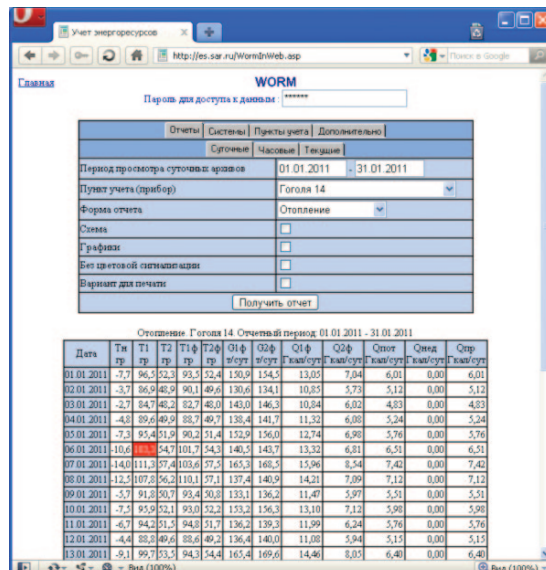 Учет энергоресурсов
http://es.sar.ru/WormInWeb.asp
Поиск в Google
Главная
WORM
Пароль для доступа к данным: ******
Отчеты Системы Пункты учета Дополнительно
Суточные Часовые Текущие
Период просмотра суточных архивов 01.01.2011 - 31.01.2011
Пункт учета (прибор) Гоголя 14
Форма отчета Отопление
Схема
Графики
Без цветовой сигнализации
Вариант для печати
Получить отчет
Отопление. Гоголя 14. Отчетный период: 01.01.2011 - 31.01.2011
Дата Тн Т1 Т2 Т1ф Т2ф G1ф G2ф Q1ф Q2ф Qпот Qнед Qпр
гр гр гр гр гр т/сут т/сут Гкал/сут Гкал/сут Гкал/сут Гкал/сут Гкал/сут
01.01.2011 -7,7 96,5 52,3 93,5 52,4 150,9 154,5 13,05 7,04 6,01 0,00 6,01
02.01.2011 -3,7 86,9 48,9 90,1 49,6 130,6 134,1 10,85 5,73 5,12 0,00 5,12
03.01.2011 -2,7 84,7 48,2 82,7 48,0 143,0 146,3 10,84 6,02 4,83 0,00 4,83
04.01.2011 -4,8 89,6 49,9 88,7 49,7 138,4 141,7 11,32 6,08 5,24 0,00 5,24
05.01.2011 -7,3 95,4 51,9 90,2 51,4 152,9 156,0 12,74 6,98 5,76 0,00 5,76
06.01.2011 -10,6 54,7 101,7 54,3 140,5 143,7 13,32 6,81 6,51 0,00 6,51
07.01.2011 -14,0 111,3 57,4 103,6 57,5 165,3 168,5 15,96 8,54 7,42 0,00 7,42
08.01.2011 -12,5 107,8 56,2 110,1 57,1 137,4 140,9 14,21 7,09 7,12 0,00 7,12
09.01.2011 -5,7 91,8 50,7 93,4 50,8 133,1 136,2 11,47 5,97 5,51 0,00 5,51
10.01.2011 -7,5 95,9 52,1 93,0 52,2 153,2 156,3 13,10 7,12 5,98 0,00 5,98
11.01.2011 -6,7 94,2 51,5 94,8 51,7 136,2 139,3 11,99 6,24 5,76 0,00 5,76
12.01.2011 -4,4 88,8 49,6 88,6 49,2 136,4 140,0 11,08 5,94 5,15 0,00 5,15
13.01.2011 -9,1 99,7 53,5 94,3 54,4 165,4 169,6 14,46 8,05 6,40 0,00 6,40
Вид (100%)
Вид (100%)